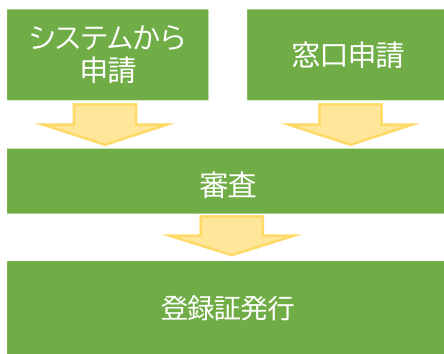 システムから
申請
窓口申請
審査
登録証発行